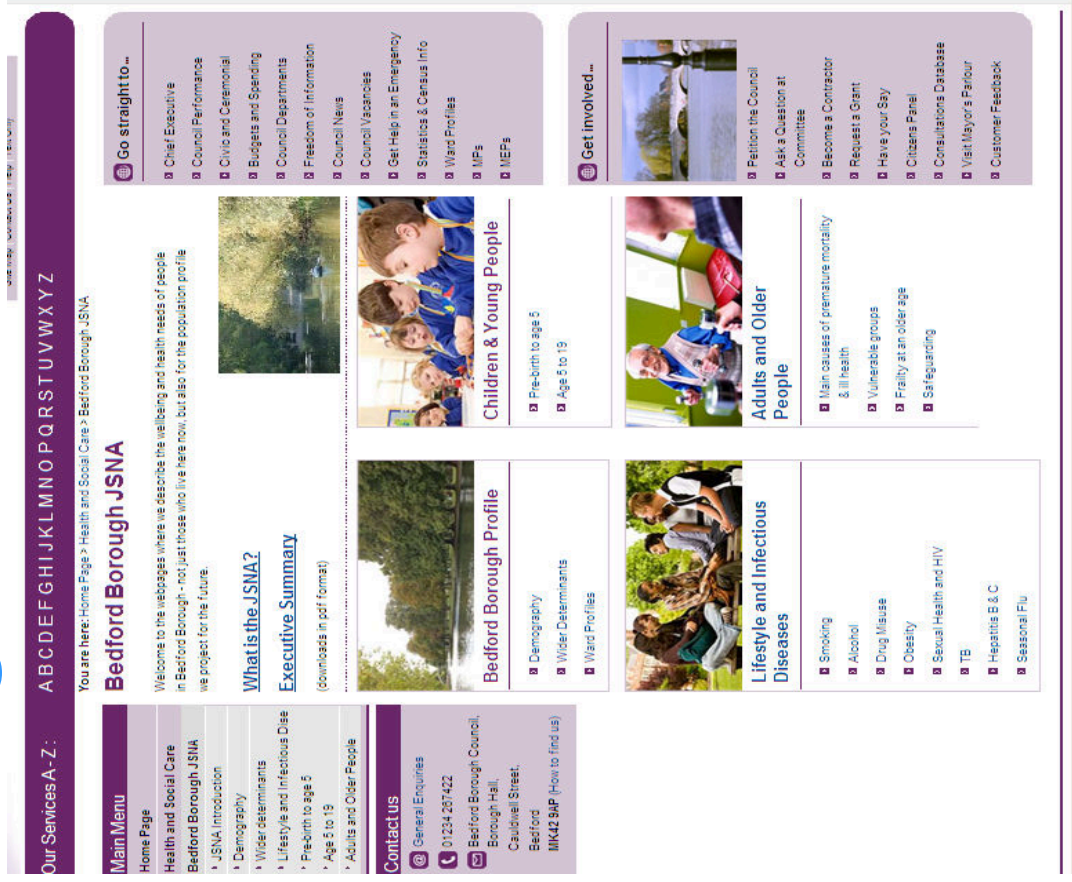 Our Services A - Z :
A B C D E F G H I J K L M N O P Q R S T U V W X Y Z
You are here: Home Page > Health and Social Care > Bedford Borough JSNA
Main Menu
Home Page
Health and Social Care
Bedford Borough JSNA
JSNA Introduction
Demography
Wider determinants
Lifestyle and Infectious Dise
Pre-birth to age 5
Age 5 to 19
Adults and Older People
Contact us
General Enquiries
01234 267422
Bedford Borough Council,
Borough Hall,
Cauldwell Street,
Bedford
MK42 9AP (How to find us)
Bedford Borough JSNA
Welcome to the webpages where we describe the wellbeing and health needs of people
in Bedford Borough - not just those who live here now, but also for the population profile
we project for the future.
What is the JSNA?
Executive Summary
(downloads in pdf format)
Bedford Borough Profile
Demography
Wider Determinants
Ward Profiles
Children & Young People
Pre-birth to age 5
Age 5 to 19
Lifestyle and Infectious
Diseases
Smoking
Alcohol
Drug Misuse
Obesity
Sexual Health and HIV
TB
Hepatitis B & C
Seasonal Flu
Adults and Older
People
Main causes of premature mortality
& ill health
Vulnerable groups
Frailty at an older age
Safeguarding
Go straight to...
Chief Executive
Council Performance
Civic and Ceremonial
Budgets and Spending
Council Departments
Freedom of Information
Council News
Council Vacancies
Get Help in an Emergency
Statistics & Census Info
Ward Profiles
MPs
MEPs
Get involved...
Petition the Council
Ask a Question at
Committee
Become a Contractor
Request a Grant
Have your Say
Citizens Panel
Consultations Database
Visit Mayor's Parlour
Customer Feedback